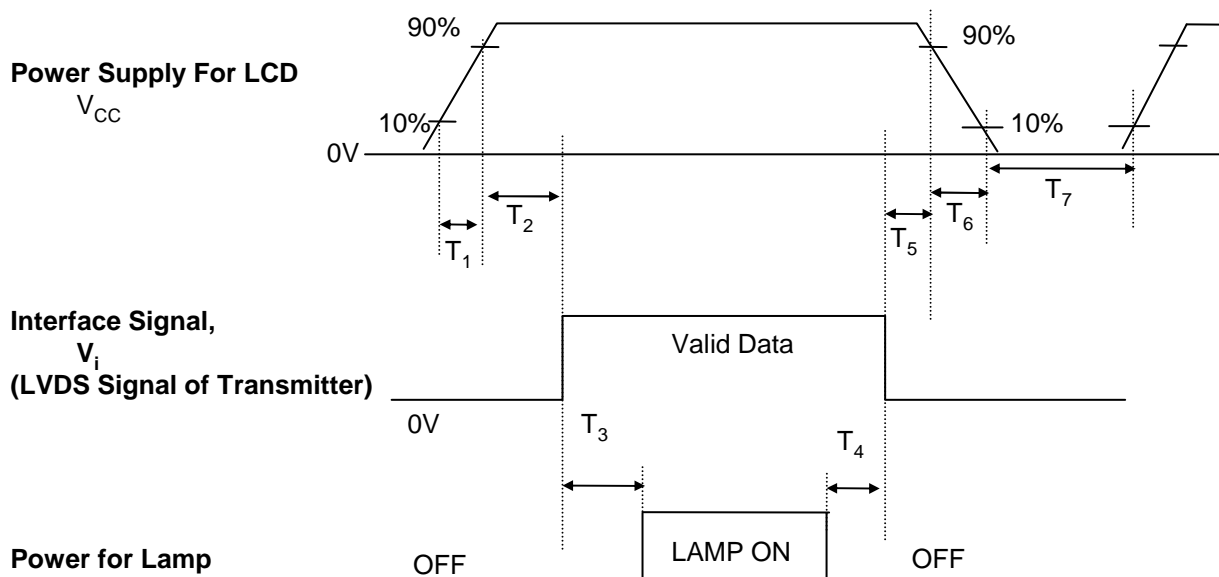 90%
90%
Power Supply For LCD
VCC
10%
10%
0V
T1
T2
T5
T6
T7
Interface Signal,
Vi
(LVDS Signal of Transmitter)
Valid Data
0V
T3
T4
Power for Lamp
OFF
LAMP ON
OFF